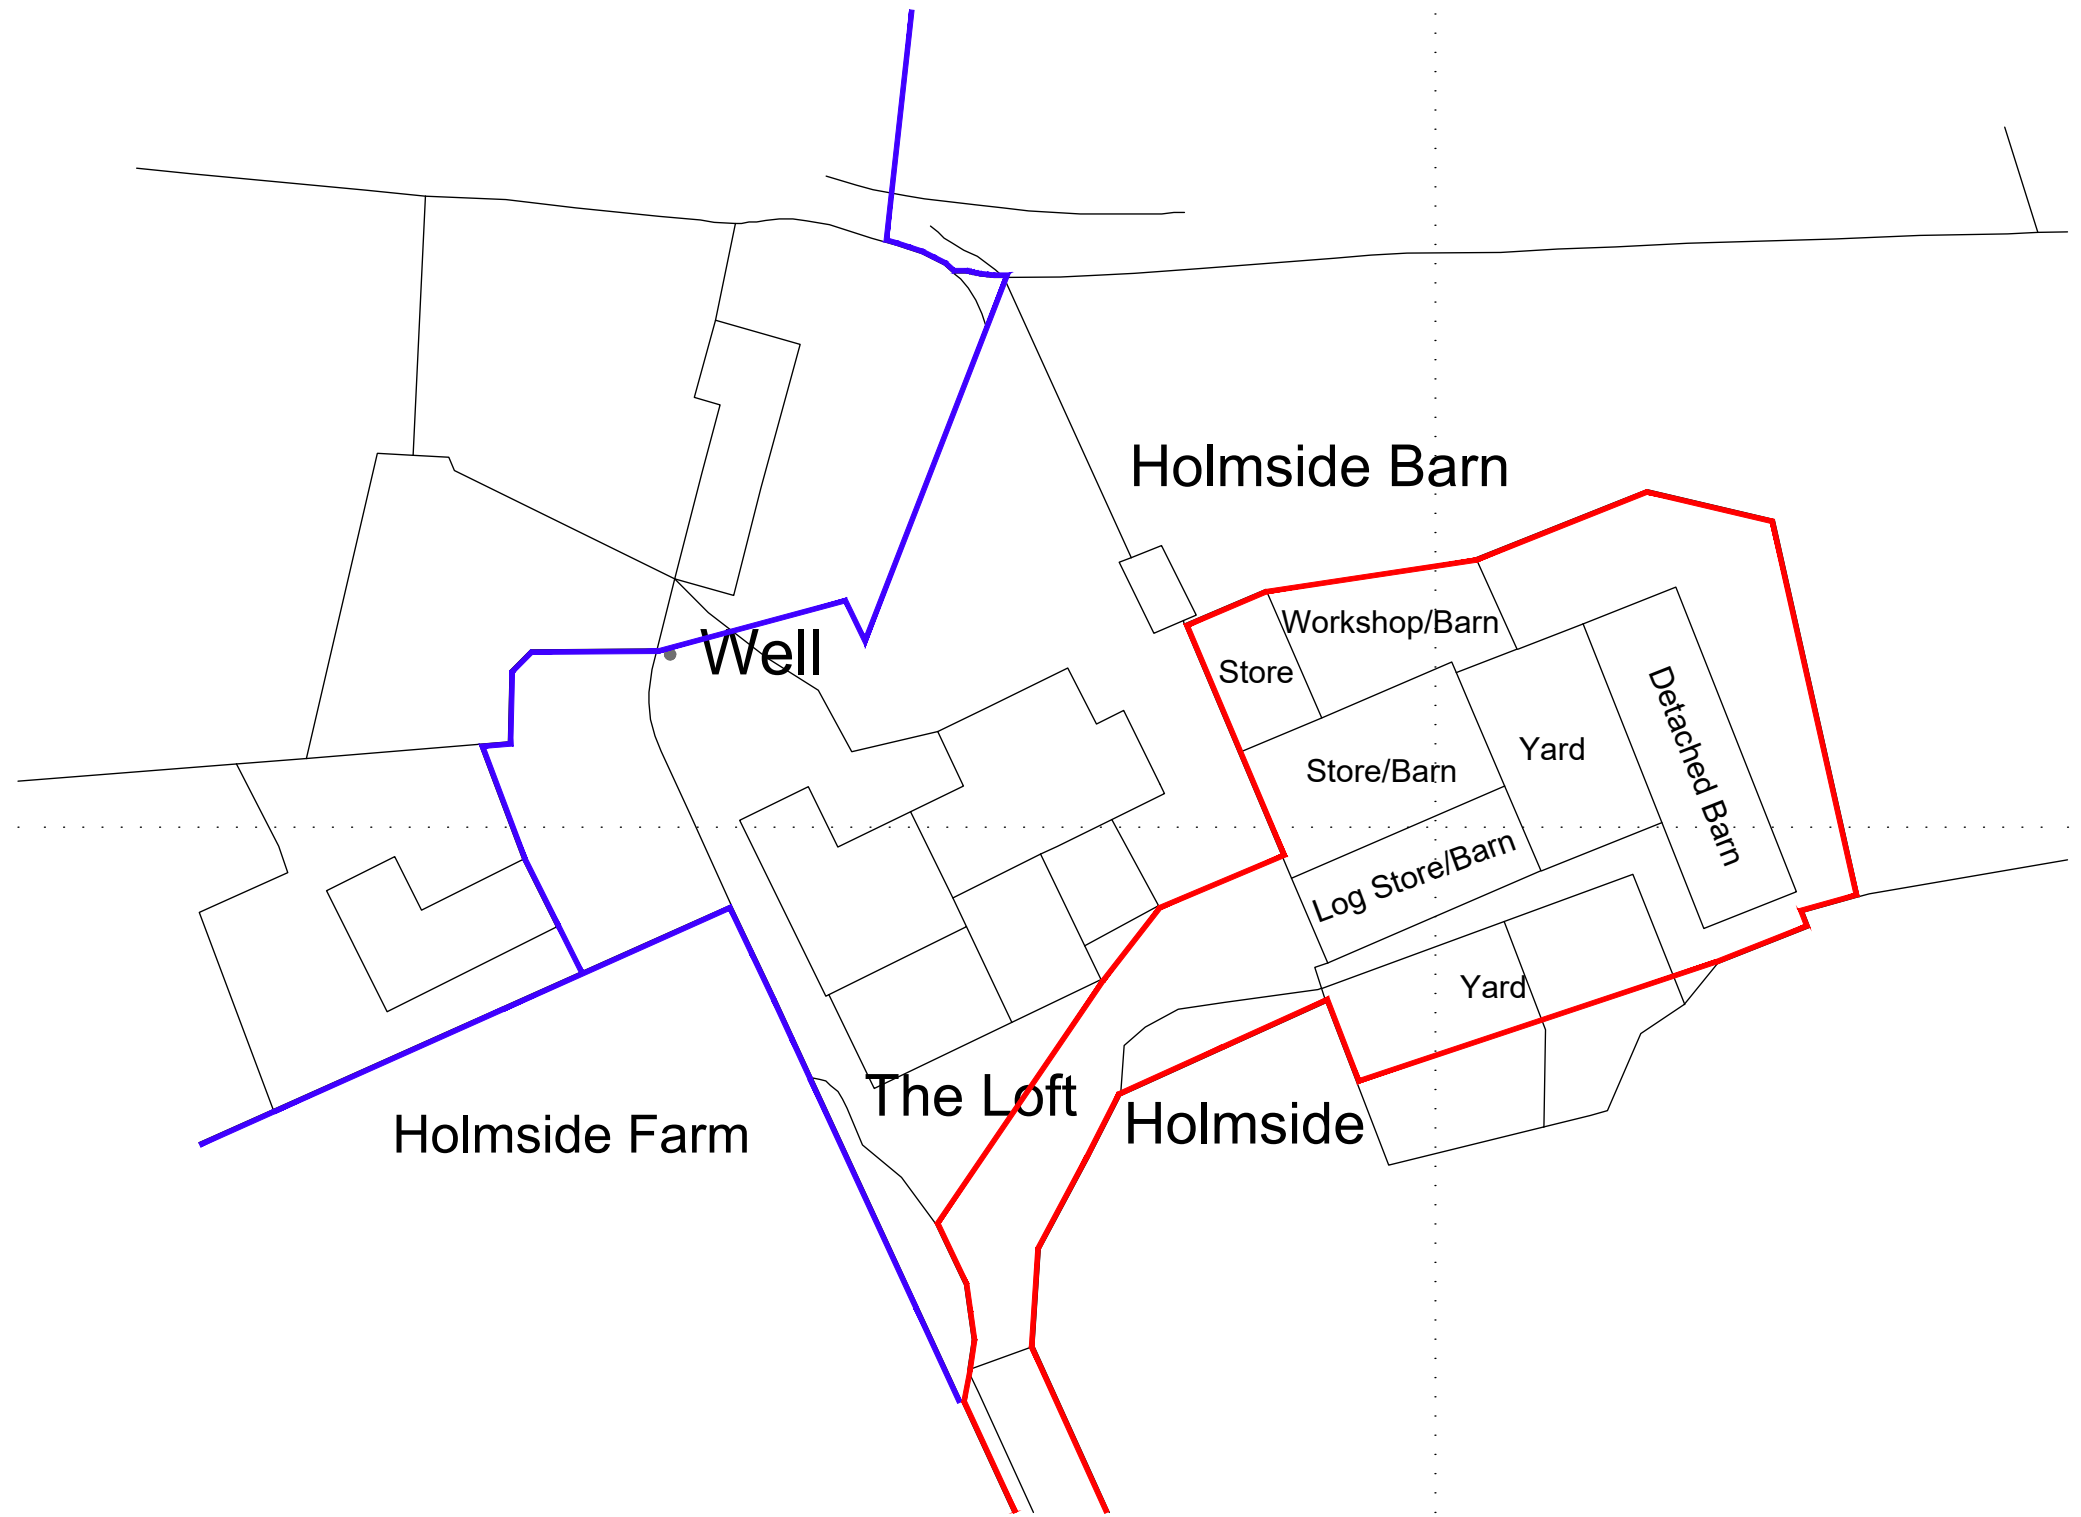 Holmside Barn
Workshop/Barn
Well
Store
Detached Barn
Yard
Store/Barn
Log Store/Barn
Yard
The Loft
Holmside
Holmside Farm